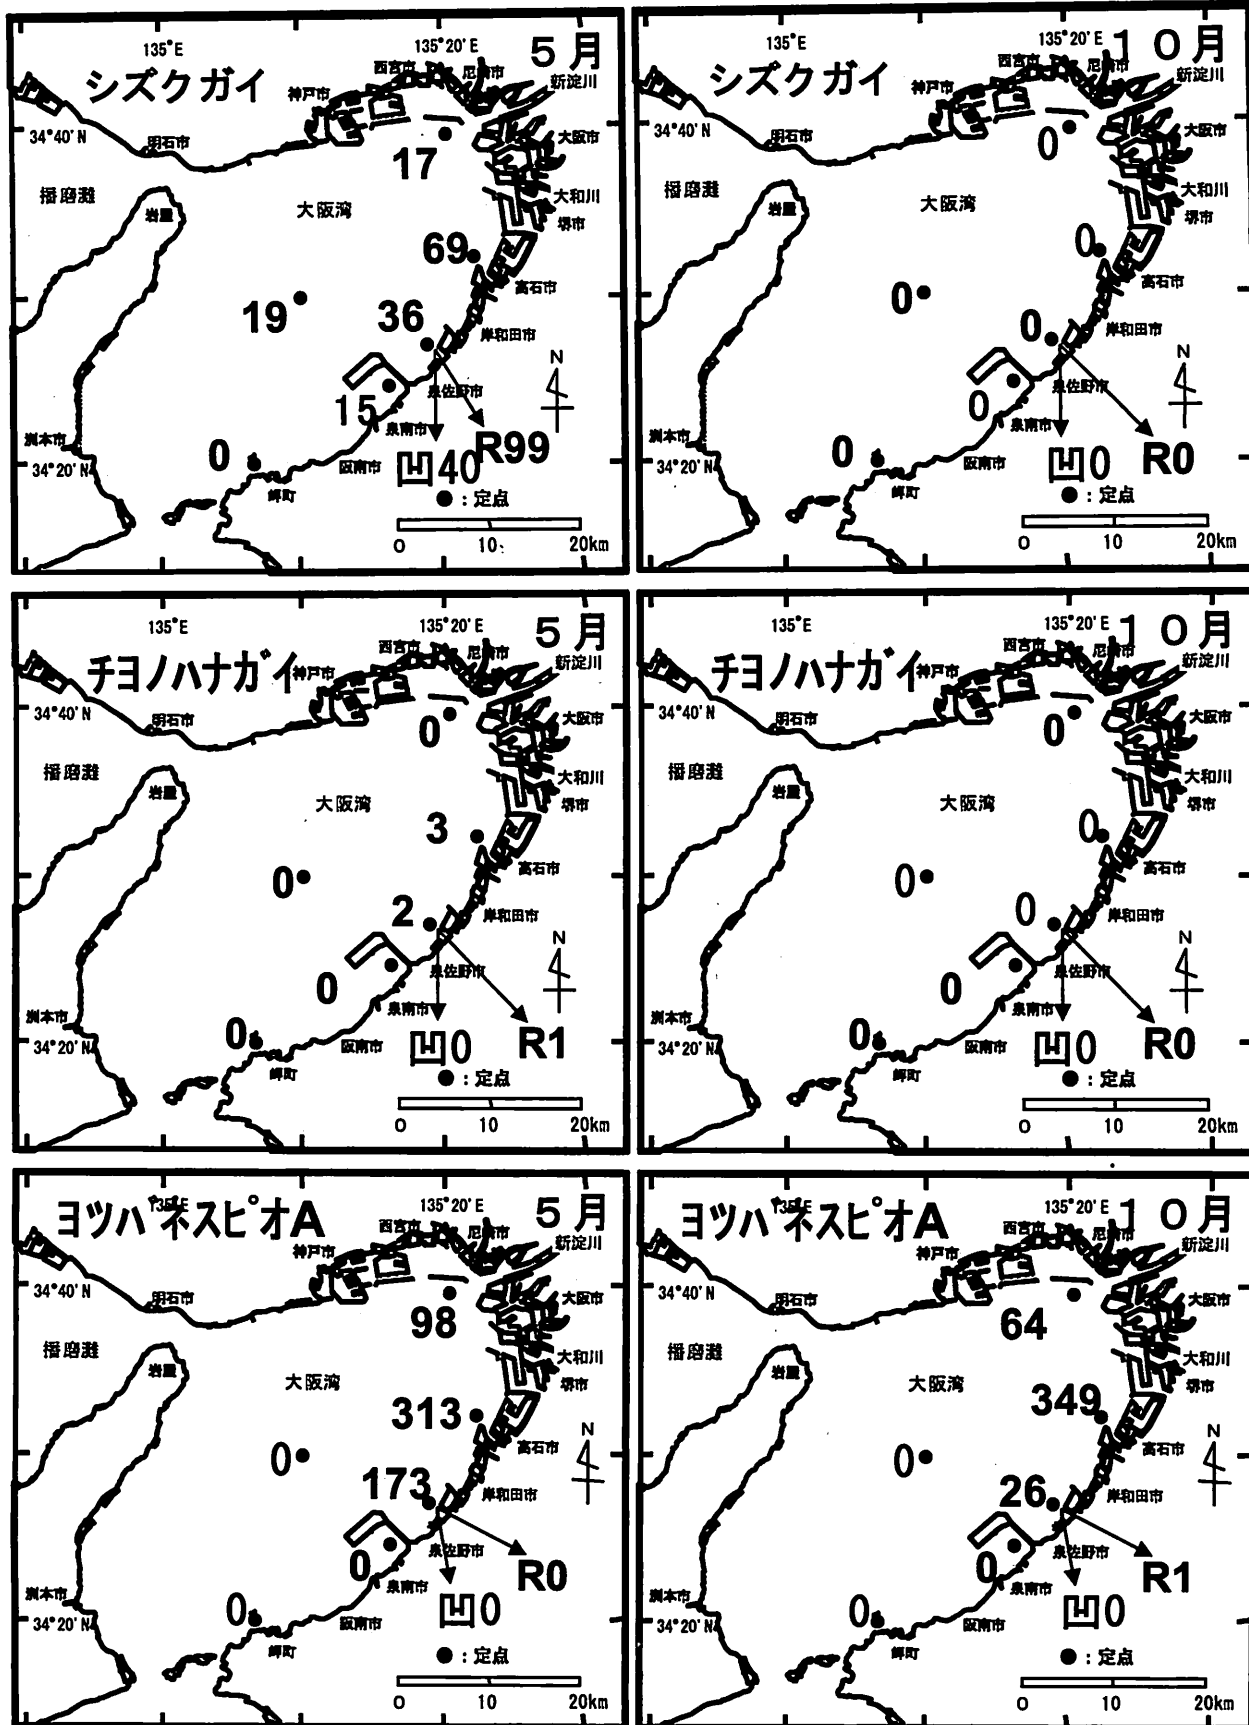 135°E
135°20'E
5月
シズクガイ
西宮市
尼崎市
新淀川
神戸市
34°40'N
明石市
大阪市
17
播磨灘
岩屋
大阪湾
大和川
堺市
69
高石市
19
36
岸和田市
N
15
泉佐野市
泉南市
洲本市
0
R99
34°20'N
阪南市
凹40
岬町
●：定点
0 10 20km
135°E
135°20'E
10月
シズクガイ
西宮市
尼崎市
新淀川
神戸市
34°40'N
明石市
大阪市
0
播磨灘
岩屋
大阪湾
大和川
堺市
0
高石市
0
0
岸和田市
N
0
泉佐野市
泉南市
洲本市
0
R0
34°20'N
阪南市
凹0
岬町
●：定点
0 10 20km
135°E
135°20'E
5月
チヨノハナガイ
西宮市
尼崎市
新淀川
神戸市
34°40'N
明石市
大阪市
0
播磨灘
岩屋
大阪湾
大和川
堺市
3
高石市
0
2
岸和田市
N
0
泉佐野市
泉南市
洲本市
0
R1
34°20'N
阪南市
凹0
岬町
●：定点
0 10 20km
135°E
135°20'E
10月
チヨノハナガイ
西宮市
尼崎市
新淀川
神戸市
34°40'N
明石市
大阪市
0
播磨灘
岩屋
大阪湾
大和川
堺市
0
高石市
0
0
岸和田市
N
0
泉佐野市
泉南市
洲本市
0
R0
34°20'N
阪南市
凹0
岬町
●：定点
0 10 20km
135°E
135°20'E
5月
ヨツバネスピオA
西宮市
尼崎市
新淀川
神戸市
34°40'N
明石市
大阪市
98
播磨灘
岩屋
大阪湾
大和川
堺市
313
高石市
0
173
岸和田市
N
0
泉佐野市
泉南市
洲本市
0
R0
34°20'N
阪南市
凹0
岬町
●：定点
0 10 20km
135°E
135°20'E
10月
ヨツバネスピオA
西宮市
尼崎市
新淀川
神戸市
34°40'N
明石市
大阪市
64
播磨灘
岩屋
大阪湾
大和川
堺市
349
高石市
0
26
岸和田市
N
0
泉佐野市
泉南市
洲本市
0
R1
34°20'N
阪南市
凹0
岬町
●：定点
0 10 20km